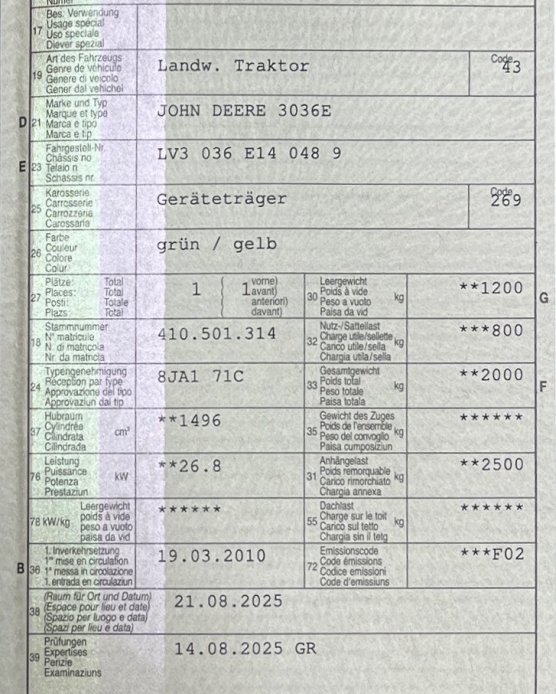 17 Bes. Verwendung
Usage spécial
Uso speciale
Diever spezial
19 Art des Fahrzeugs Landw. Traktor Code 43
Genre de véhicule
Genere di veicolo
Gener dal vehichel
D 21 Marke und Typ JOHN DEERE 3036E
Marque et type
Marca e tipo
Marca e tip
E 23 Fahrgestell-Nr. LV3 036 E14 048 9
Châssis no
Telaio n
Schassis nr.
25 Karosserie Geräteträger Code 269
Carrosserie
Carrozzeria
Carossaria
26 Farbe grün / gelb
Couleur
Colore
Colur
27 Plätze: Total 1 ( 1 vorne)
Places: Total avant)
Posti: Totale anteriori)
Plazs: Total davant)
30 Leergewicht kg **1200 G
Poids à vide
Peso a vuoto
Paisa da vid
18 Stammnummer 410.501.314
N° matricule
N. di matricola
Nr. da matricla
32 Nutz-/Sattellast kg ***800
Charge utile/sellette
Carico utile/sella
Chargia utila/sella
24 Typengenehmigung 8JA1 71C
Réception par type
Approvazione del tipo
Approvaziun dal tip
33 Gesamtgewicht kg **2000 F
Poids total
Peso totale
Paisa totala
37 Hubraum cm³ **1496
Cylindrée
Cilindrata
Cilindrada
35 Gewicht des Zuges kg ******
Poids de l'ensemble
Peso del convoglio
Paisa cumposiziun
76 Leistung kW **26.8
Puissance
Potenza
Prestaziun
31 Anhängelast kg **2500
Poids remorquable
Carico rimorchiato
Chargia annexa
78 kW/kg Leergewicht ******
poids à vide
peso a vuoto
paisa da vid
55 Dachlast kg ******
Charge sur le toit
Carico sul tetto
Chargia sin il tetg
B 36 1. Inverkehrsetzung 19.03.2010
1re mise en circulation
1a messa in circolazione
1. entrada en circulaziun
72 Emissionscode ***F02
Code émissions
Codice emissioni
Code d'emissiuns
38 (Raum für Ort und Datum) 21.08.2025
(Espace pour lieu et date)
(Spazio per luogo e data)
(Spazi per lieu e data)
39 Prüfungen 14.08.2025 GR
Expertises
Perizie
Examinaziuns